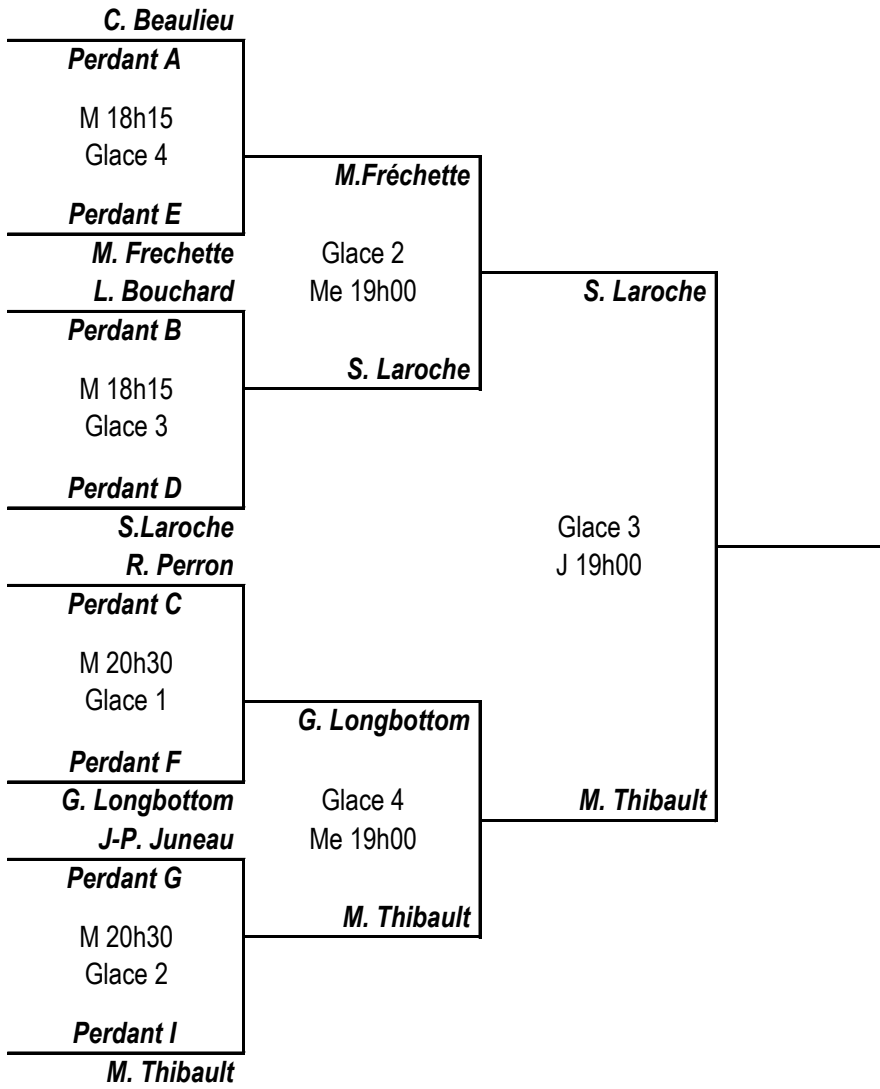 C. Beaulieu
Perdant A
M 18h15
Glace 4
Perdant E
M. Frechette
L. Bouchard
Perdant B
M 18h15
Glace 3
Perdant D
S.Laroche
R. Perron
Perdant C
M 20h30
Glace 1
Perdant F
G. Longbottom
J-P. Juneau
Perdant G
M 20h30
Glace 2
Perdant I
M. Thibault
M.Fréchette
Glace 2
Me 19h00
S. Laroche
G. Longbottom
Glace 4
Me 19h00
M. Thibault
S. Laroche
Glace 3
J 19h00
M. Thibault